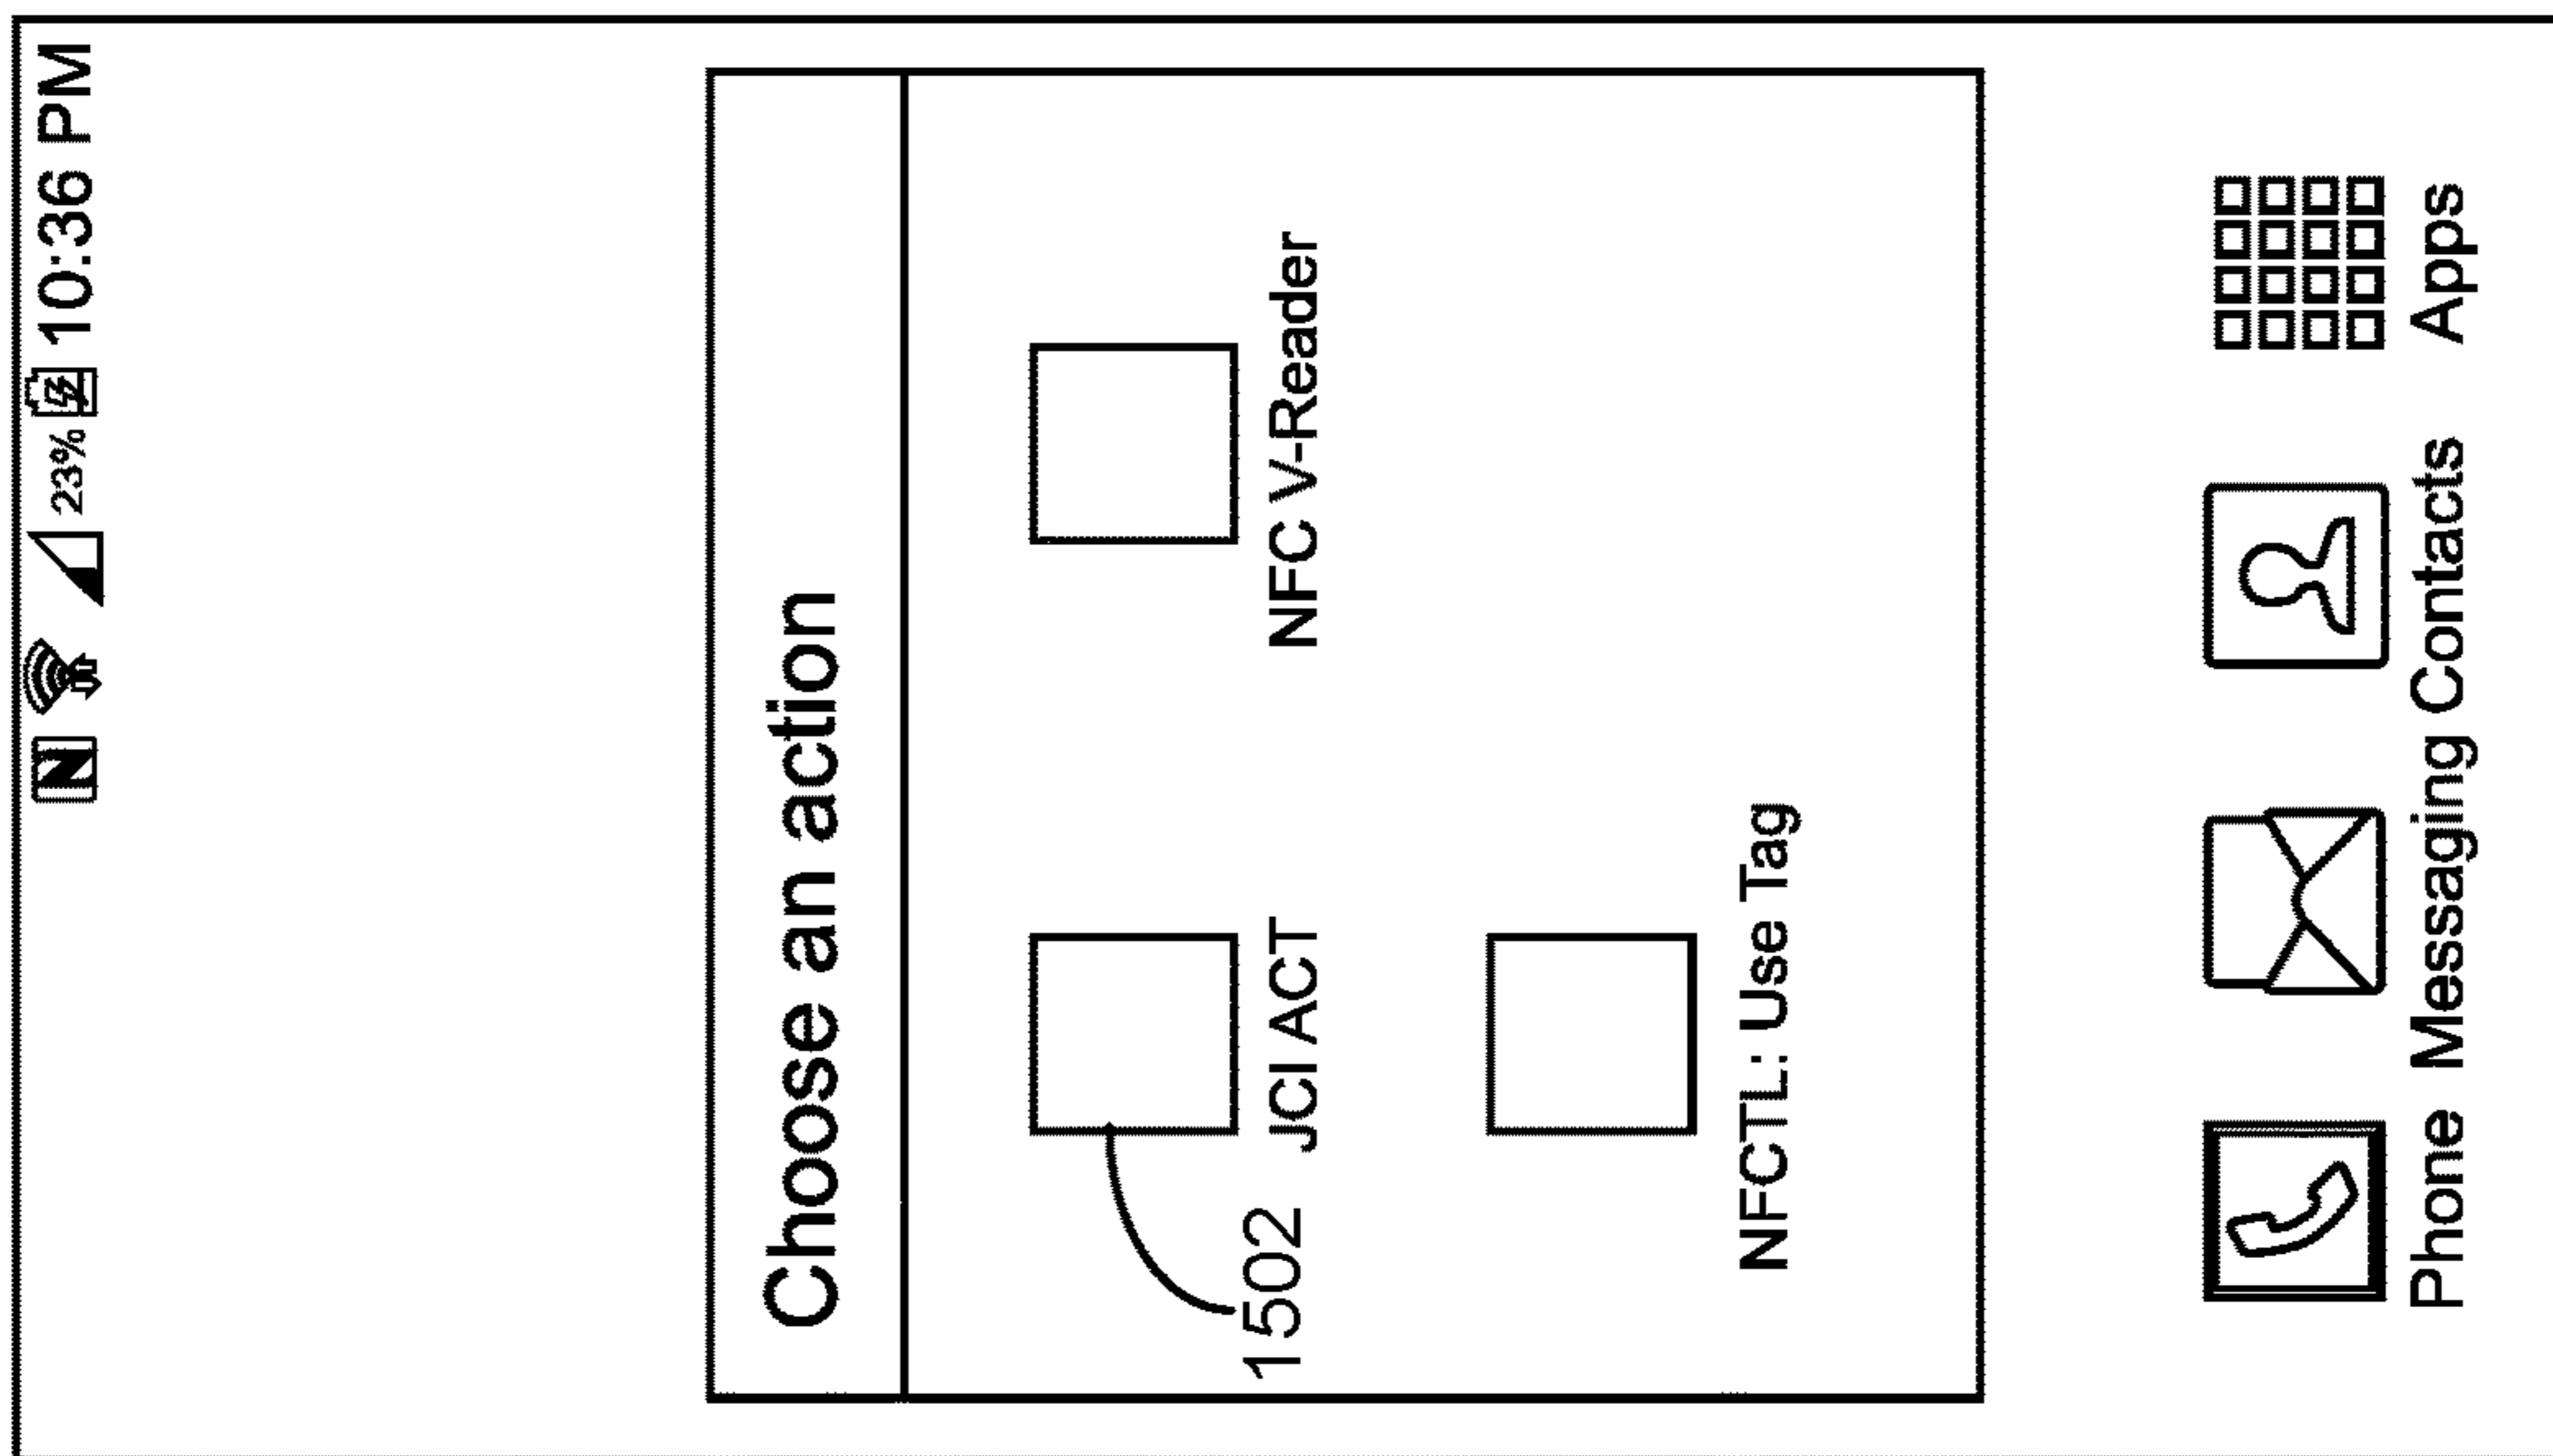 N 23% 10:36 PM
Choose an action
1502
JCI ACT NFC V-Reader
NFCTL: Use Tag
Phone Messaging Contacts Apps